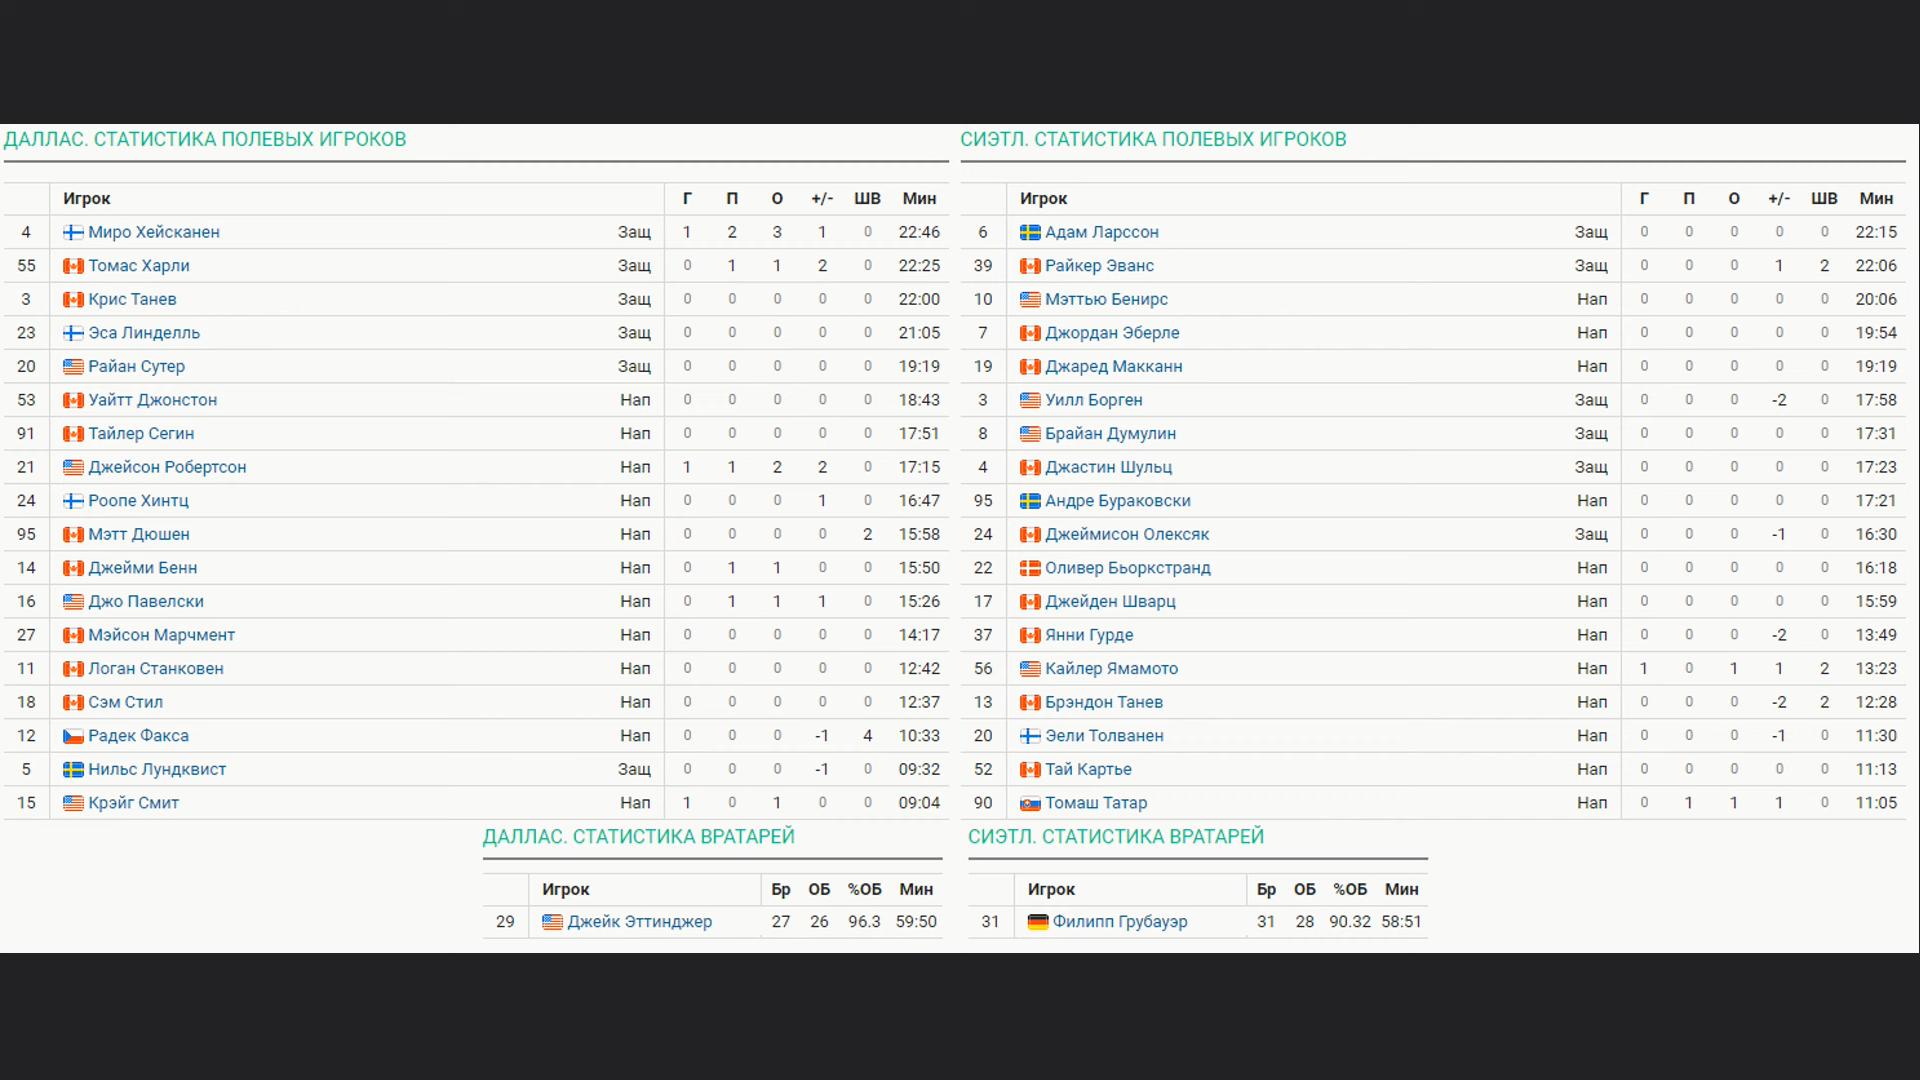 ДАЛЛАС. СТАТИСТИКА ПОЛЕВЫХ ИГРОКОВ
Игрок Г П О +/- ШВ Мин
4 Миро Хейсканен Защ 1 2 3 1 0 22:46
55 Томас Харли Защ 0 1 1 2 0 22:25
3 Крис Танев Защ 0 0 0 0 0 22:00
23 Эса Линделль Защ 0 0 0 0 0 21:05
20 Райан Сутер Защ 0 0 0 0 0 19:19
53 Уайтт Джонстон Нап 0 0 0 0 0 18:43
91 Тайлер Сегин Нап 0 0 0 0 0 17:51
21 Джейсон Робертсон Нап 1 1 2 2 0 17:15
24 Роопе Хинтц Нап 0 0 0 1 0 16:47
95 Мэтт Дюшен Нап 0 0 0 0 2 15:58
14 Джейми Бенн Нап 0 1 1 0 0 15:50
16 Джо Павелски Нап 0 1 1 1 0 15:26
27 Мэйсон Марчмент Нап 0 0 0 0 0 14:17
11 Логан Станковен Нап 0 0 0 0 0 12:42
18 Сэм Стил Нап 0 0 0 0 0 12:37
12 Радек Факса Нап 0 0 0 -1 4 10:33
5 Нильс Лундквист Защ 0 0 0 -1 0 09:32
15 Крэйг Смит Нап 1 0 1 0 0 09:04
СИЭТЛ. СТАТИСТИКА ПОЛЕВЫХ ИГРОКОВ
Игрок Г П О +/- ШВ Мин
6 Адам Ларссон Защ 0 0 0 0 0 22:15
39 Райкер Эванс Защ 0 0 0 1 2 22:06
10 Мэттью Бенирс Нап 0 0 0 0 0 20:06
7 Джордан Эберле Нап 0 0 0 0 0 19:54
19 Джаред Макканн Нап 0 0 0 0 0 19:19
3 Уилл Борген Защ 0 0 0 -2 0 17:58
8 Брайан Думулин Защ 0 0 0 0 0 17:31
4 Джастин Шульц Защ 0 0 0 0 0 17:23
95 Андре Бураковски Нап 0 0 0 0 0 17:21
24 Джеймисон Олексяк Защ 0 0 0 -1 0 16:30
22 Оливер Бьоркстранд Нап 0 0 0 0 0 16:18
17 Джейден Шварц Нап 0 0 0 0 0 15:59
37 Янни Гурде Нап 0 0 0 -2 0 13:49
56 Кайлер Ямамото Нап 1 0 1 1 2 13:23
13 Брэндон Танев Нап 0 0 0 -2 2 12:28
20 Эели Толванен Нап 0 0 0 -1 0 11:30
52 Тай Картье Нап 0 0 0 0 0 11:13
90 Томаш Татар Нап 0 1 1 1 0 11:05
ДАЛЛАС. СТАТИСТИКА ВРАТАРЕЙ
Игрок Бр ОБ %ОБ Мин
29 Джейк Эттинджер 27 26 96.3 59:50
СИЭТЛ. СТАТИСТИКА ВРАТАРЕЙ
Игрок Бр ОБ %ОБ Мин
31 Филипп Грубауэр 31 28 90.32 58:51